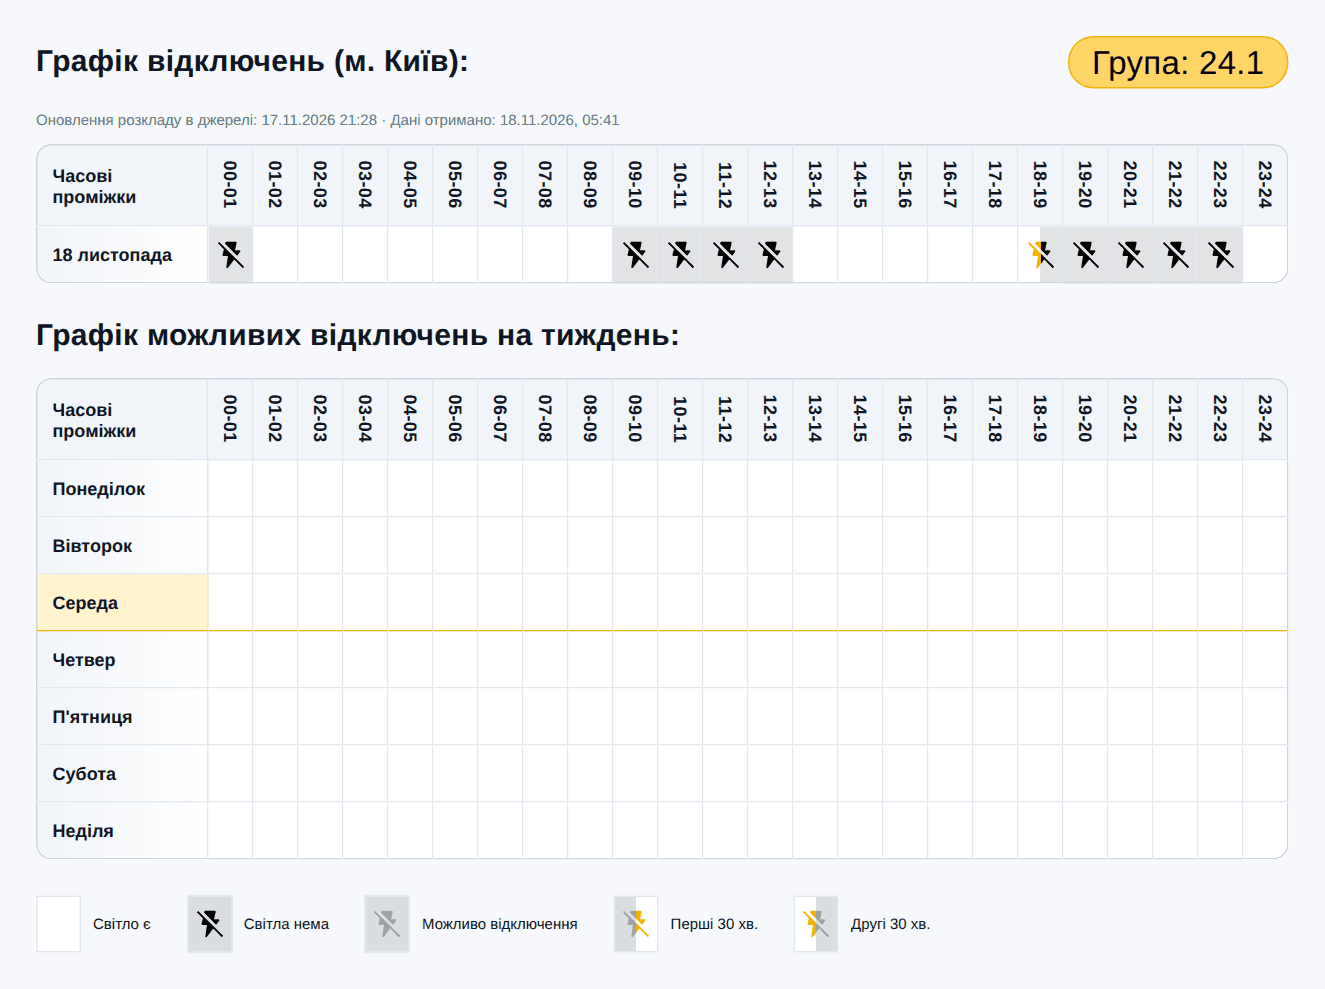 Графік відключень (м. Київ):
Група: 24.1
Оновлення розкладу в джерелі: 17.11.2026 21:28 · Дані отримано: 18.11.2026, 05:41
Часові
проміжки
00-01 01-02 02-03 03-04 04-05 05-06 06-07 07-08 08-09 09-10 10-11 11-12 12-13 13-14 14-15 15-16 16-17 17-18 18-19 19-20 20-21 21-22 22-23 23-24
18 листопада
Графік можливих відключень на тиждень:
Часові
проміжки
00-01 01-02 02-03 03-04 04-05 05-06 06-07 07-08 08-09 09-10 10-11 11-12 12-13 13-14 14-15 15-16 16-17 17-18 18-19 19-20 20-21 21-22 22-23 23-24
Понеділок
Вівторок
Середа
Четвер
П'ятниця
Субота
Неділя
Світло є
Світла нема
Можливо відключення
Перші 30 хв.
Другі 30 хв.